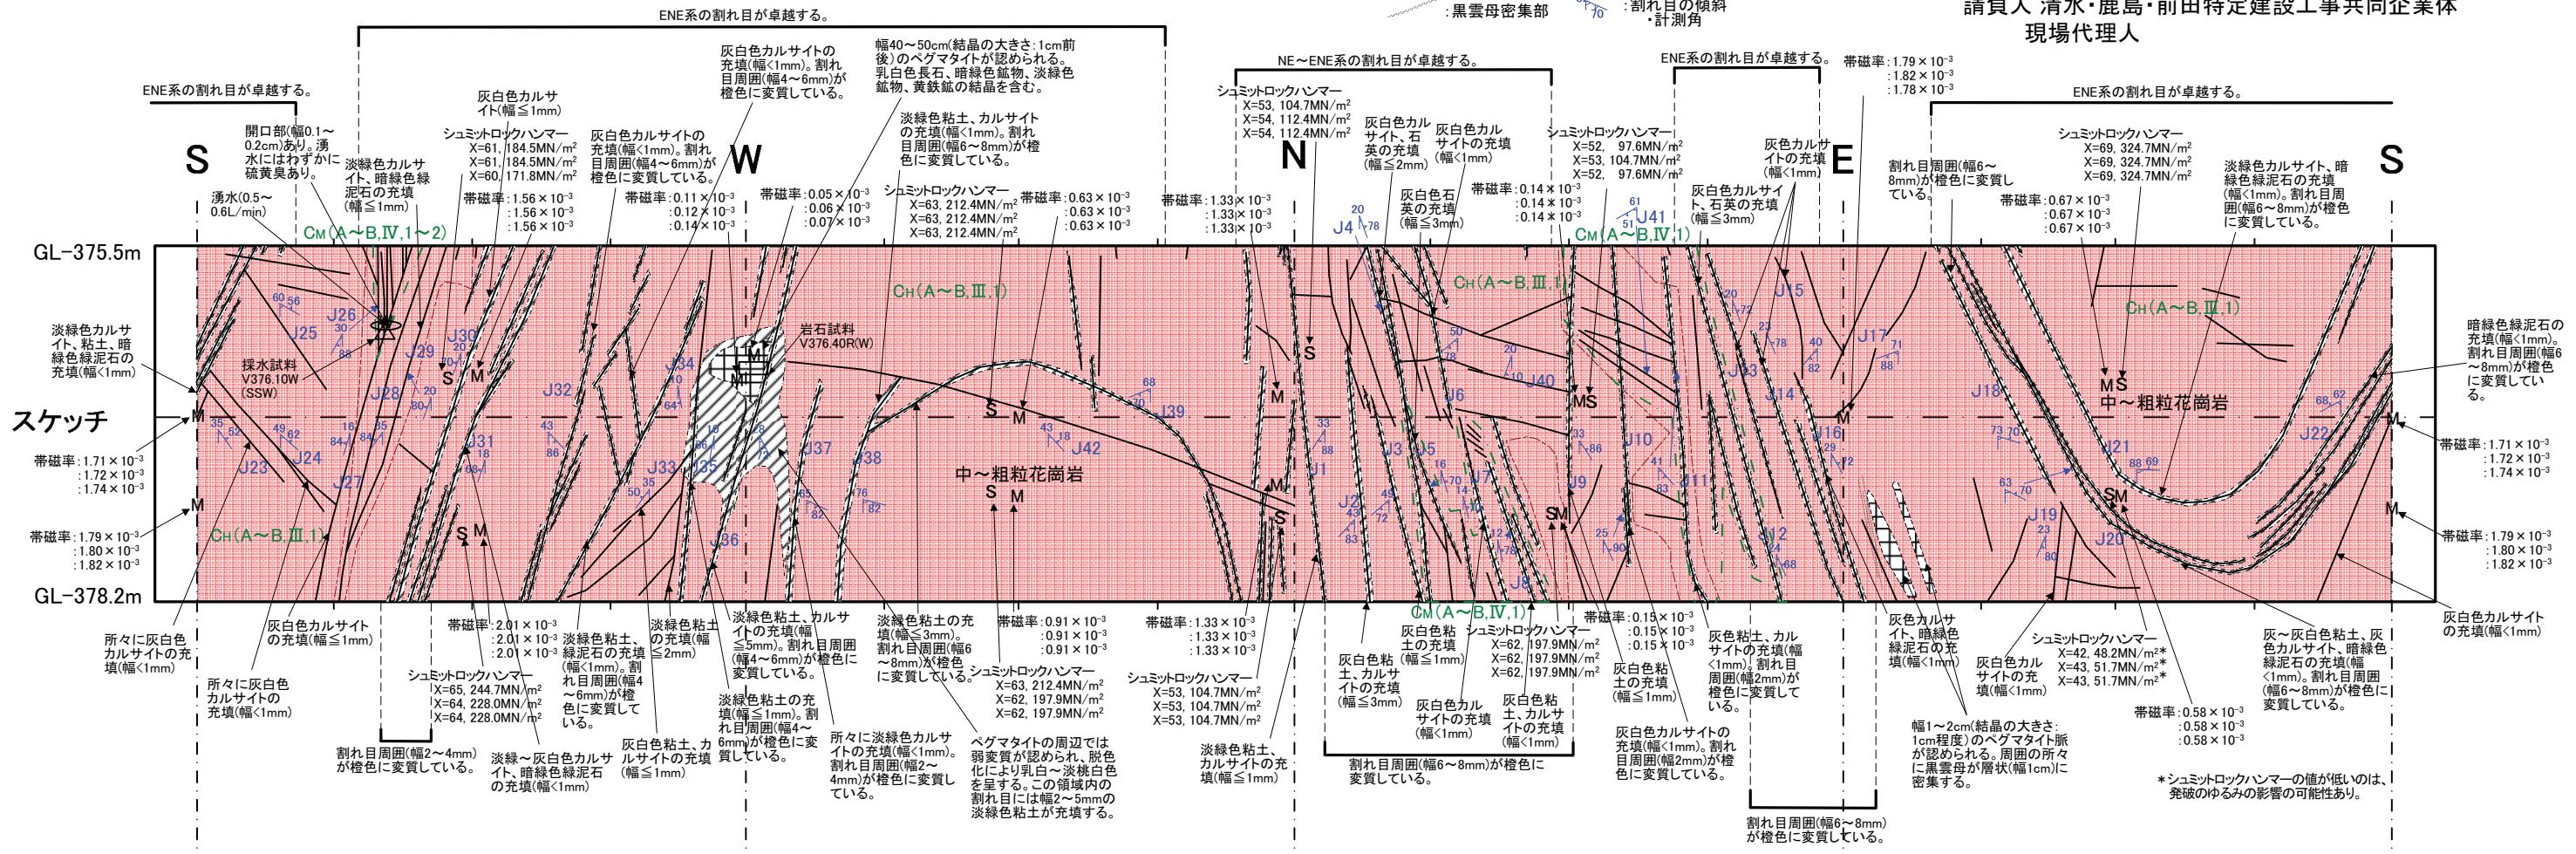 :黒雲母密集部
70
:割れ目の傾斜
・計測角
請負人 清水・鹿島・前田特定建設工事共同企業体
現場代理人
ENE系の割れ目が卓越する。
ENE系の割れ目が卓越する。
NE～ENE系の割れ目が卓越する。
ENE系の割れ目が卓越する。
ENE系の割れ目が卓越する。
開口部(幅0.1～
0.2cm)あり。湧
水にはわずかに
硫黄臭あり。
湧水(0.5～
0.6L/min)
淡緑色カルサ
イト、暗緑色緑
泥石の充填
(幅≦1mm)
灰白色カルサ
イト(幅≦1mm)
シュミットロックハンマー
X=61, 184.5MN/m²
X=61, 184.5MN/m²
X=60, 171.8MN/m²
帯磁率:1.56×10⁻³
:1.56×10⁻³
:1.56×10⁻³
灰白色カルサイトの
充填(幅<1mm)。割れ
目周囲(幅4～6mm)が
橙色に変質している。
灰白色カルサイトの
充填(幅<1mm)。割れ
目周囲(幅4～6mm)が
橙色に変質している。
帯磁率:0.11×10⁻³
:0.12×10⁻³
:0.14×10⁻³
幅40～50cm(結晶の大きさ:1cm前
後)のペグマタイトが認められる。
乳白色長石、暗緑色鉱物、淡緑色
鉱物、黄鉄鉱の結晶を含む。
淡緑色粘土、カルサイト
の充填(幅<1mm)。割れ
目周囲(幅6～8mm)が橙
色に変質している。
帯磁率:0.05×10⁻³
:0.06×10⁻³
:0.07×10⁻³
シュミットロックハンマー
X=63, 212.4MN/m²
X=63, 212.4MN/m²
X=63, 212.4MN/m²
帯磁率:0.63×10⁻³
:0.63×10⁻³
:0.63×10⁻³
帯磁率:1.33×10⁻³
:1.33×10⁻³
:1.33×10⁻³
シュミットロックハンマー
X=53, 104.7MN/m²
X=54, 112.4MN/m²
X=54, 112.4MN/m²
灰白色カル
サイト、石
英の充填
(幅≦2mm)
灰白色カル
サイトの充填
(幅<1mm)
灰白色石
英の充填
(幅≦3mm)
シュミットロックハンマー
X=52, 97.6MN/m²
X=53, 104.7MN/m²
X=52, 97.6MN/m²
帯磁率:0.14×10⁻³
:0.14×10⁻³
:0.14×10⁻³
灰色カルサ
イトの充填
(幅<1mm)
灰白色カルサイ
ト、石英の充填
(幅≦3mm)
帯磁率:1.79×10⁻³
:1.82×10⁻³
:1.78×10⁻³
割れ目周囲(幅6～
8mm)が橙色に変質し
ている。
シュミットロックハンマー
X=69, 324.7MN/m²
X=69, 324.7MN/m²
X=69, 324.7MN/m²
帯磁率:0.67×10⁻³
:0.67×10⁻³
:0.67×10⁻³
淡緑色カルサイト、暗
緑色緑泥石の充填
(幅<1mm)。割れ目周
囲(幅6～8mm)が橙色
に変質している。
S
W
N
E
S
GL-375.5m
GL-378.2m
スケッチ
CM(A～B,Ⅳ,1～2)
CH(A～B,Ⅲ,1)
CH(A～B,Ⅲ,1)
CH(A～B,Ⅲ,1)
CM(A～B,Ⅳ,1)
CH(A～B,Ⅲ,1)
CM(A～B,Ⅳ,1)
採水試料
V376.10W
(SSW)
岩石試料
V376.40R(W)
中～粗粒花崗岩
中～粗粒花崗岩
J25
J26
J30
J29
J28
J31
J23
J24
J27
J32
J34
J33
J35
J36
J37
J38
J39
J42
J1
J2
J4
J3
J5
J6
J7
J8
J40
J9
J10
J41
J11
J12
J13
J14
J15
J16
J17
J18
J19
J20
J21
J22
淡緑色カルサ
イト、粘土、暗
緑色緑泥石の
充填(幅<1mm)
帯磁率:1.71×10⁻³
:1.72×10⁻³
:1.74×10⁻³
帯磁率:1.79×10⁻³
:1.80×10⁻³
:1.82×10⁻³
暗緑色緑泥石の
充填(幅<1mm)。
割れ目周囲(幅6
～8mm)が橙色
に変質してい
る。
帯磁率:1.71×10⁻³
:1.72×10⁻³
:1.74×10⁻³
帯磁率:1.79×10⁻³
:1.80×10⁻³
:1.82×10⁻³
所々に灰白色
カルサイトの充
填(幅<1mm)
所々に灰白色
カルサイトの
充填(幅<1mm)
灰白色カルサイト
の充填(幅≦1mm)
割れ目周囲(幅2～4mm)
が橙色に変質している。
帯磁率:2.01×10⁻³
:2.01×10⁻³
:2.01×10⁻³
シュミットロックハンマー
X=65, 244.7MN/m²
X=64, 228.0MN/m²
X=64, 228.0MN/m²
淡緑～灰白色カルサ
イト、暗緑色緑泥石
の充填(幅<1mm)
淡緑色粘土、
緑泥石の充填
(幅<1mm)。割
れ目周囲(幅4
～6mm)が橙
色に変質して
いる。
灰白色粘土、カ
ルサイトの充填
(幅≦1mm)
淡緑色粘土
の充填(幅
≦2mm)
淡緑色粘土、カルサ
イトの充填(幅
≦5mm)。割れ目周囲
(幅4～6mm)が橙色に
変質している。
淡緑色粘土の充
填(幅≦1mm)。割
れ目周囲(幅4～
6mm)が橙色に変
質している。
所々に淡緑色カルサ
イトの充填(幅<1mm)。
割れ目周囲(幅2～
4mm)が橙色に変質し
ている。
淡緑色粘土の充
填(幅≦3mm)。
割れ目周囲(幅6
～8mm)が橙色
に変質している。
ペグマタイトの周辺では
弱変質が認められ、脱色
化により乳白～淡桃白色
を呈する。この領域内の
割れ目には幅2～5mmの
淡緑色粘土が充填する。
帯磁率:0.91×10⁻³
:0.91×10⁻³
:0.91×10⁻³
シュミットロックハンマー
X=63, 212.4MN/m²
X=62, 197.9MN/m²
X=62, 197.9MN/m²
帯磁率:1.33×10⁻³
:1.33×10⁻³
:1.33×10⁻³
シュミットロックハンマー
X=53, 104.7MN/m²
X=53, 104.7MN/m²
X=53, 104.7MN/m²
淡緑色粘土、
カルサイトの充
填(幅≦1mm)
灰白色粘
土、カルサ
イトの充填
(幅≦3mm)
灰白色粘
土の充填
(幅≦1mm)
灰白色カル
サイトの充填
(幅<1mm)
割れ目周囲(幅6～8mm)が橙色に
変質している。
シュミットロックハンマー
X=62, 197.9MN/m²
X=62, 197.9MN/m²
X=62, 197.9MN/m²
灰白色粘
土、カルサ
イトの充填
(幅<1mm)
帯磁率:0.15×10⁻³
:0.15×10⁻³
:0.15×10⁻³
灰白色粘
土の充填
(幅≦1mm)
灰白色カルサイトの
充填(幅<1mm)。割れ
目周囲(幅2mm)が橙
色に変質している。
灰色粘土、カル
サイトの充填(幅
<1mm)。割れ目
周囲(幅2mm)が
橙色に変質して
いる。
割れ目周囲(幅6～8mm)
が橙色に変質している。
灰色カルサ
イト、暗緑色
緑泥石の充
填(幅<1mm)
幅1～2cm(結晶の大きさ:
1cm程度)のペグマタイト脈
が認められる。周囲の所々
に黒雲母が層状(幅1cm)に
密集する。
灰白色カル
サイトの充
填(幅<1mm)
シュミットロックハンマー
X=42, 48.2MN/m²*
X=43, 51.7MN/m²*
X=43, 51.7MN/m²*
帯磁率:0.58×10⁻³
:0.58×10⁻³
:0.58×10⁻³
灰～灰白色粘土、灰
色カルサイト、暗緑色
緑泥石の充填(幅
<1mm)。割れ目周囲
(幅6～8mm)が橙色に
変質している。
灰白色カルサイト
の充填(幅<1mm)
*シュミットロックハンマーの値が低いのは、
発破のゆるみの影響の可能性あり。